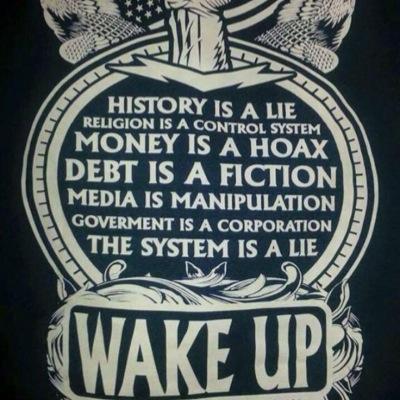 HISTORY IS A LIE
RELIGION IS A CONTROL SYSTEM
MONEY IS A HOAX
DEBT IS A FICTION
MEDIA IS MANIPULATION
GOVERMENT IS A CORPORATION
THE SYSTEM IS A LIE
WAKE UP